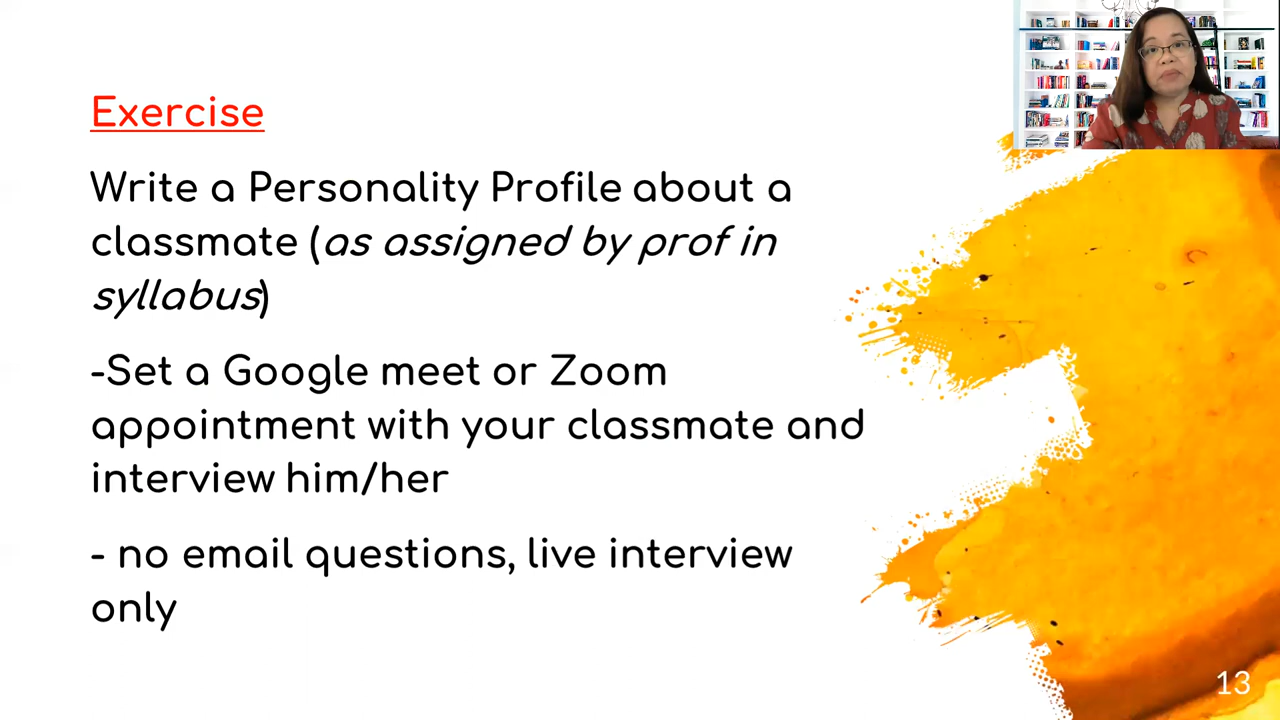 Exercise
Write a Personality Profile about a
classmate (as assigned by prof in
syllabus)
-Set a Google meet or Zoom
appointment with your classmate and
interview him/her
- no email questions, live interview
only
13